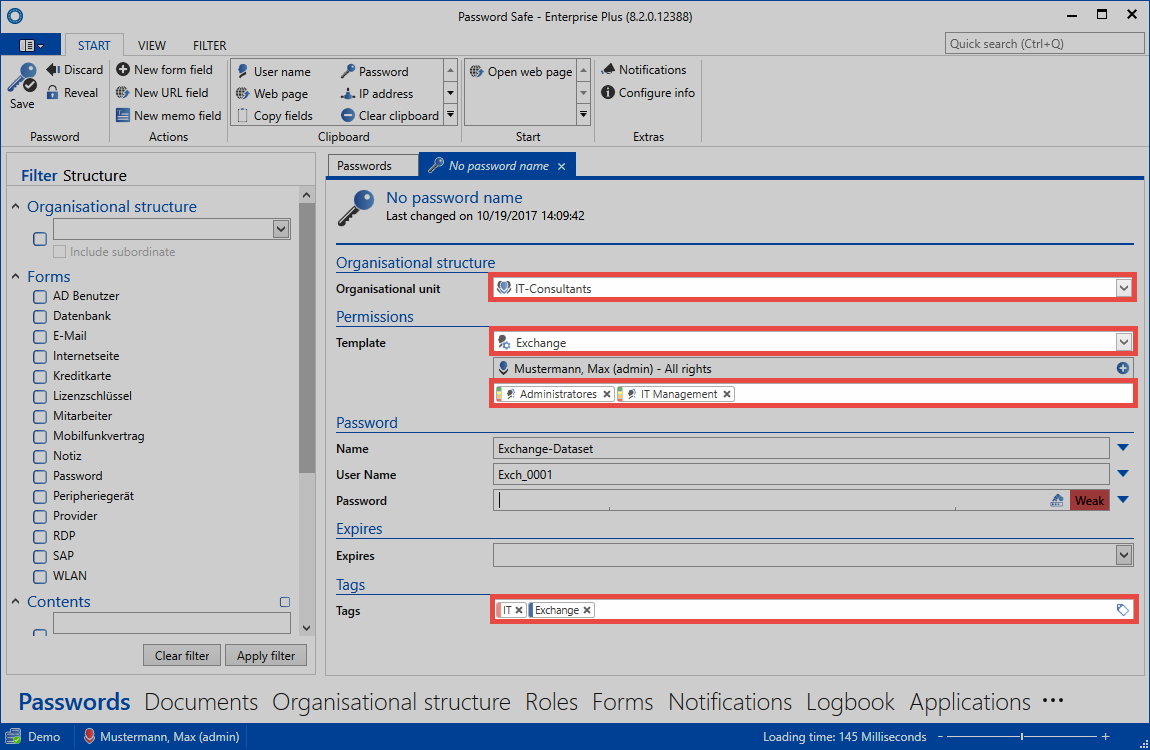 Password Safe - Enterprise Plus (8.2.0.12388)
START VIEW FILTER
Quick search (Ctrl+Q)
Save
Discard
Reveal
Password
New form field
New URL field
New memo field
Actions
User name
Password
Web page
IP address
Copy fields
Clear clipboard
Clipboard
Open web page
Start
Notifications
Configure info
Extras
Filter Structure
Organisational structure
Include subordinate
Forms
AD Benutzer
Datenbank
E-Mail
Internetseite
Kreditkarte
Lizenzschlüssel
Mitarbeiter
Mobilfunkvertrag
Notiz
Password
Peripheriegerät
Provider
RDP
SAP
WLAN
Contents
Clear filter
Apply filter
Passwords
No password name
No password name
Last changed on 10/19/2017 14:09:42
Organisational structure
Organisational unit IT-Consultants
Permissions
Template Exchange
Mustermann, Max (admin) - All rights
Administratores IT Management
Password
Name Exchange-Dataset
User Name Exch_0001
Password Weak
Expires
Expires
Tags
Tags IT Exchange
Passwords Documents Organisational structure Roles Forms Notifications Logbook Applications ···
Demo Mustermann, Max (admin) Loading time: 145 Milliseconds - +